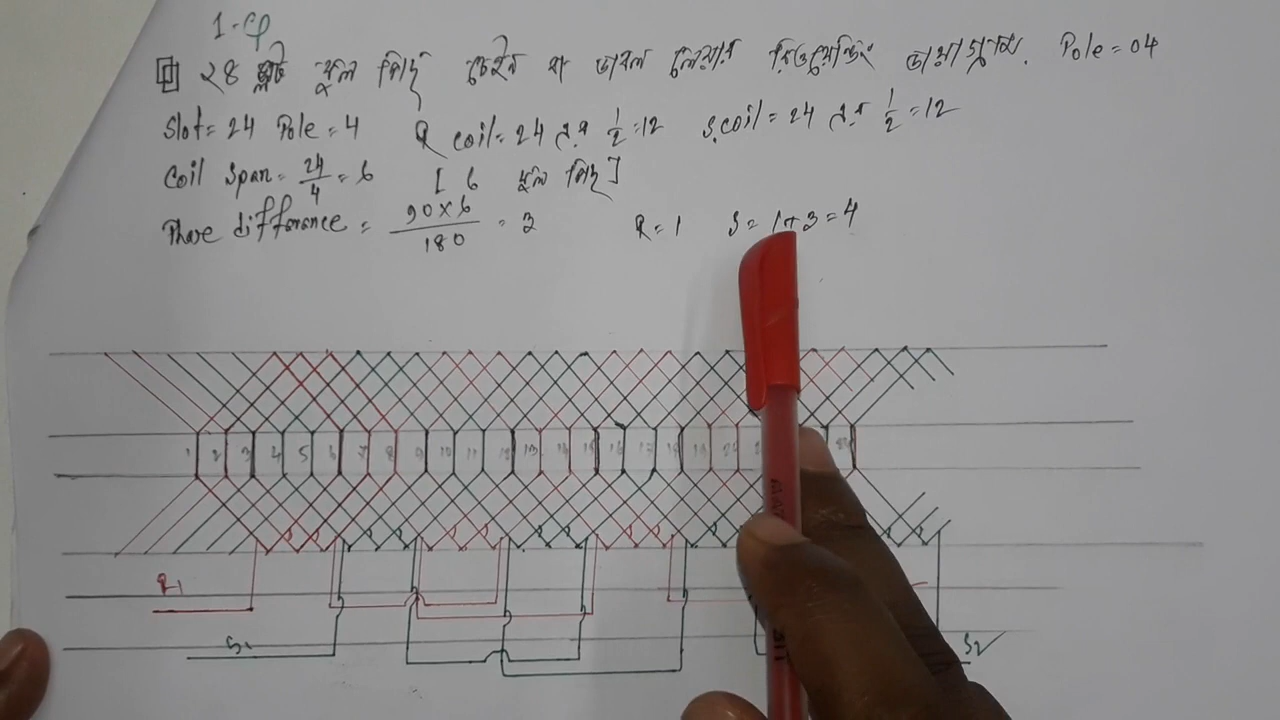 1-φ
২৪ স্লট ফুল পিচ্ চেইন বা ডাবল লেয়ার ডায়াগ্রাম. Pole = 04
Slot = 24 Pole = 4 R coil = 24 এর 1/2 = 12 S.coil = 24 এর 1/2 = 12
Coil Span = 24/4 = 6 [ 6 ফুল পিচ্ ]
Phase difference = 90×6/180 = 3 R = 1 S = 1+3 = 4
1 2 3 4 5 6 7 8 9 10 11 12 13 14 15 16 17 18 19 20
R1
S1 S2